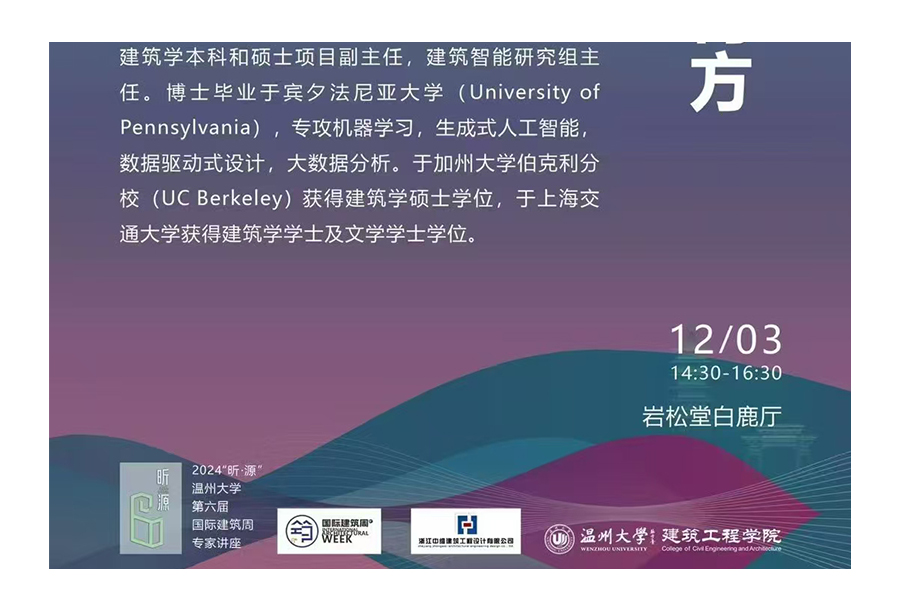 建筑学本科和硕士项目副主任，建筑智能研究组主
任。博士毕业于宾夕法尼亚大学（University of
Pennsylvania），专攻机器学习，生成式人工智能，
数据驱动式设计，大数据分析。于加州大学伯克利分
校（UC Berkeley）获得建筑学硕士学位，于上海交
通大学获得建筑学学士及文学学士学位。
方
12/03
14:30-16:30
岩松堂白鹿厅
昕
源
2024“昕·源”
温州大学
第六届
国际建筑周
专家讲座
国际建筑周
INTERNATIONAL
ARCHITECTURAL
WEEK
浙江中维建筑工程设计有限公司
温州大学
WENZHOU UNIVERSITY
建筑工程学院
College of Civil Engineering and Architecture